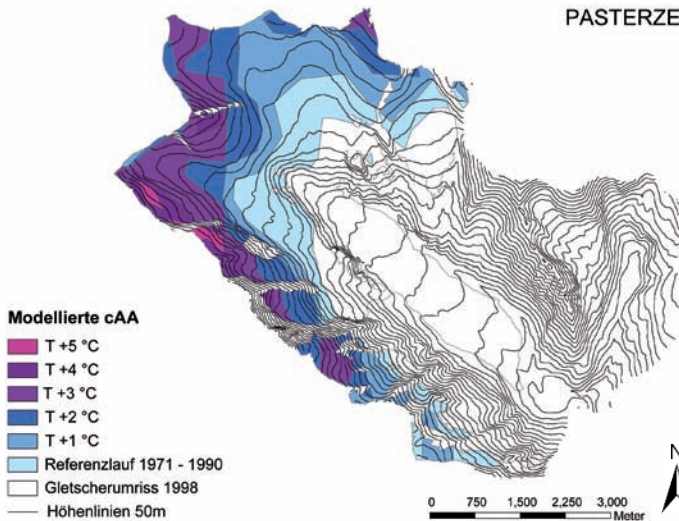 PASTERZE
Modellierte cAA
T +5 °C
T +4 °C
T +3 °C
T +2 °C
T +1 °C
Referenzlauf 1971 - 1990
Gletscherumriss 1998
Höhenlinien 50m
N
0 750 1,500 2,250 3,000
Meter